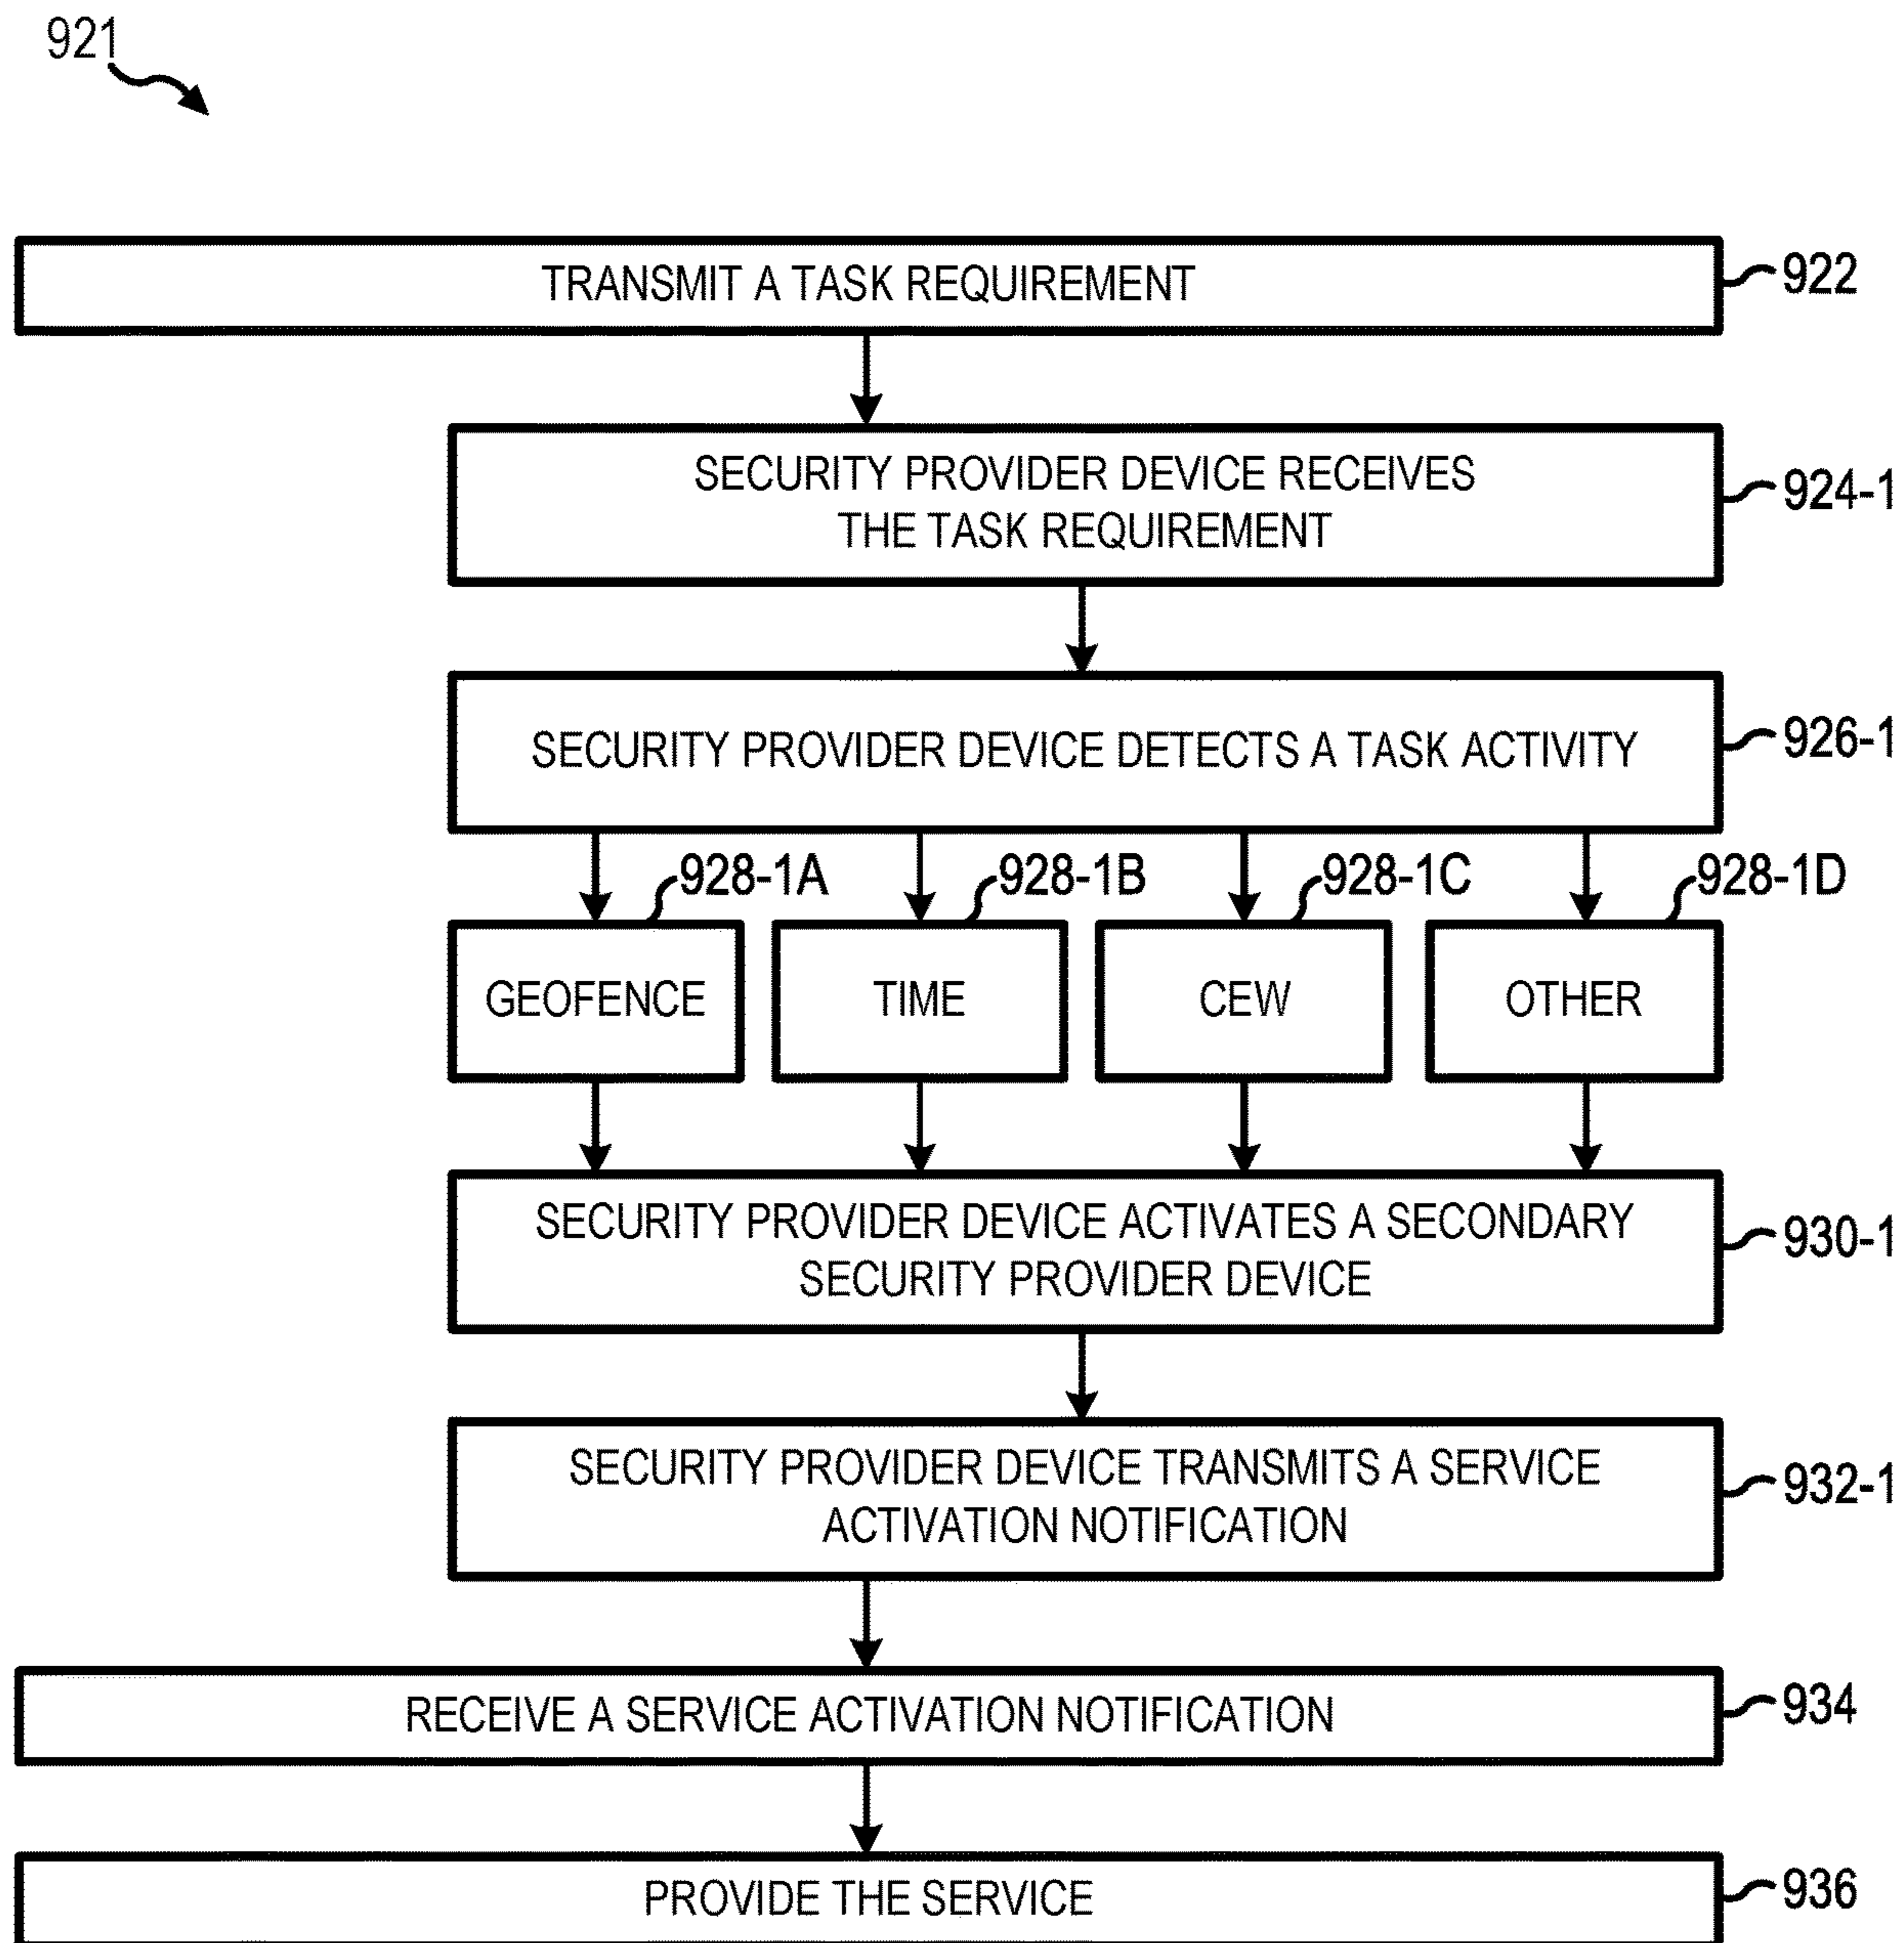 921
TRANSMIT A TASK REQUIREMENT
922
SECURITY PROVIDER DEVICE RECEIVES
THE TASK REQUIREMENT
924-1
SECURITY PROVIDER DEVICE DETECTS A TASK ACTIVITY
926-1
928-1A
928-1B
928-1C
928-1D
GEOFENCE
TIME
CEW
OTHER
SECURITY PROVIDER DEVICE ACTIVATES A SECONDARY
SECURITY PROVIDER DEVICE
930-1
SECURITY PROVIDER DEVICE TRANSMITS A SERVICE
ACTIVATION NOTIFICATION
932-1
RECEIVE A SERVICE ACTIVATION NOTIFICATION
934
PROVIDE THE SERVICE
936